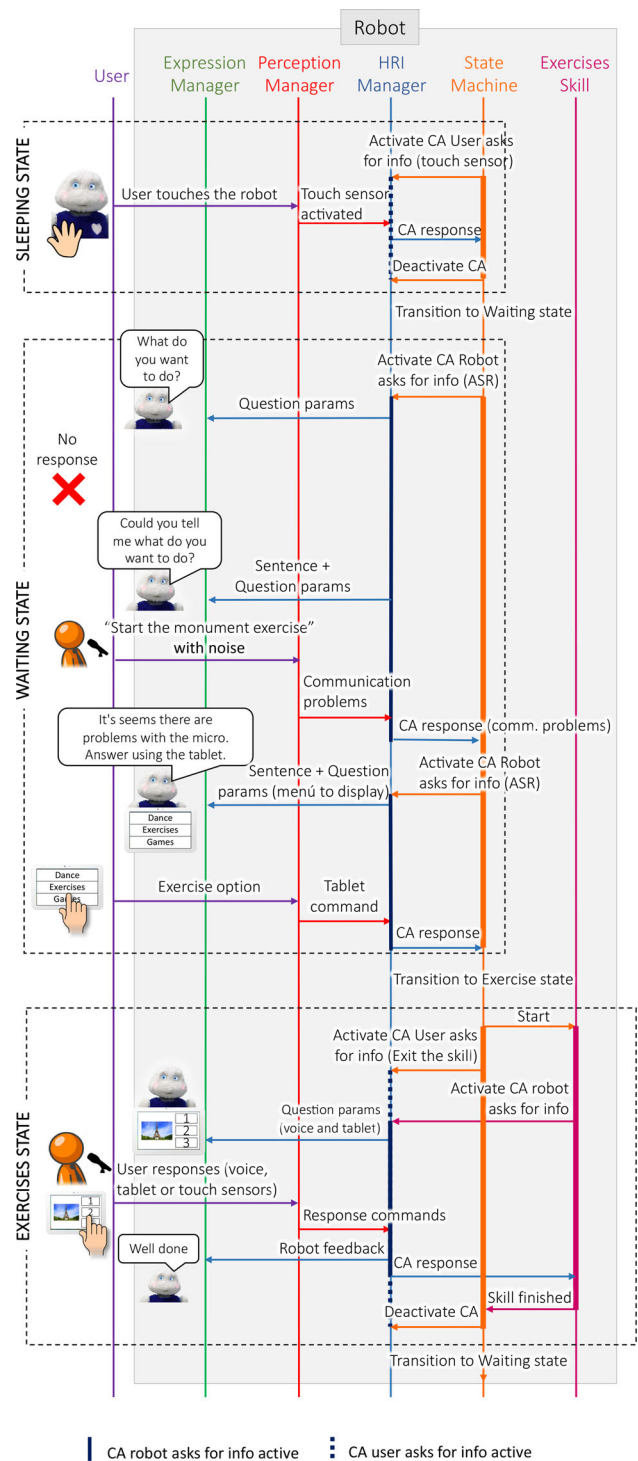 Robot
User
Expression
Manager
Perception
Manager
HRI
Manager
State
Machine
Exercises
Skill
SLEEPING STATE
Activate CA User asks
for info (touch sensor)
User touches the robot
Touch sensor
activated
CA response
Deactivate CA
Transition to Waiting state
WAITING STATE
What do
you want
to do?
Activate CA Robot
asks for info (ASR)
Question params
No
response
Could you tell
me what do you
want to do?
Sentence +
Question params
“Start the monument exercise”
with noise
Communication
problems
CA response (comm. problems)
It's seems there are
problems with the micro.
Answer using the tablet.
Activate CA Robot
asks for info (ASR)
Sentence + Question
params (menú to display)
Dance
Exercises
Games
Dance
Exercises
Games
Exercise option
Tablet
command
CA response
Transition to Exercise state
EXERCISES STATE
Start
Activate CA User asks
for info (Exit the skill)
Activate CA robot
asks for info
1
2
3
Question params
(voice and tablet)
User responses (voice,
tablet or touch sensors)
1
2
Response commands
Well done
Robot feedback
CA response
Skill finished
Deactivate CA
Transition to Waiting state
CA robot asks for info active
CA user asks for info active